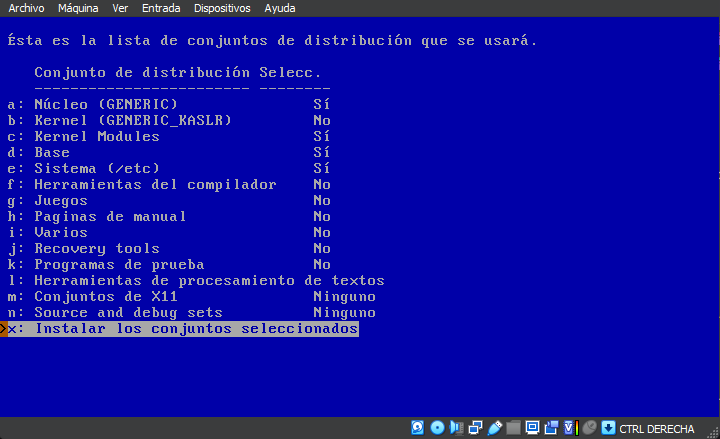 Archivo Máquina Ver Entrada Dispositivos Ayuda
Ésta es la lista de conjuntos de distribución que se usará.
Conjunto de distribución Selecc.
------------------------ --------
a: Núcleo (GENERIC) Sí
b: Kernel (GENERIC_KASLR) No
c: Kernel Modules Sí
d: Base Sí
e: Sistema (/etc) Sí
f: Herramientas del compilador No
g: Juegos No
h: Paginas de manual No
i: Varios No
j: Recovery tools No
k: Programas de prueba No
l: Herramientas de procesamiento de textos
m: Conjuntos de X11 Ninguno
n: Source and debug sets Ninguno
>x: Instalar los conjuntos seleccionados
CTRL DERECHA